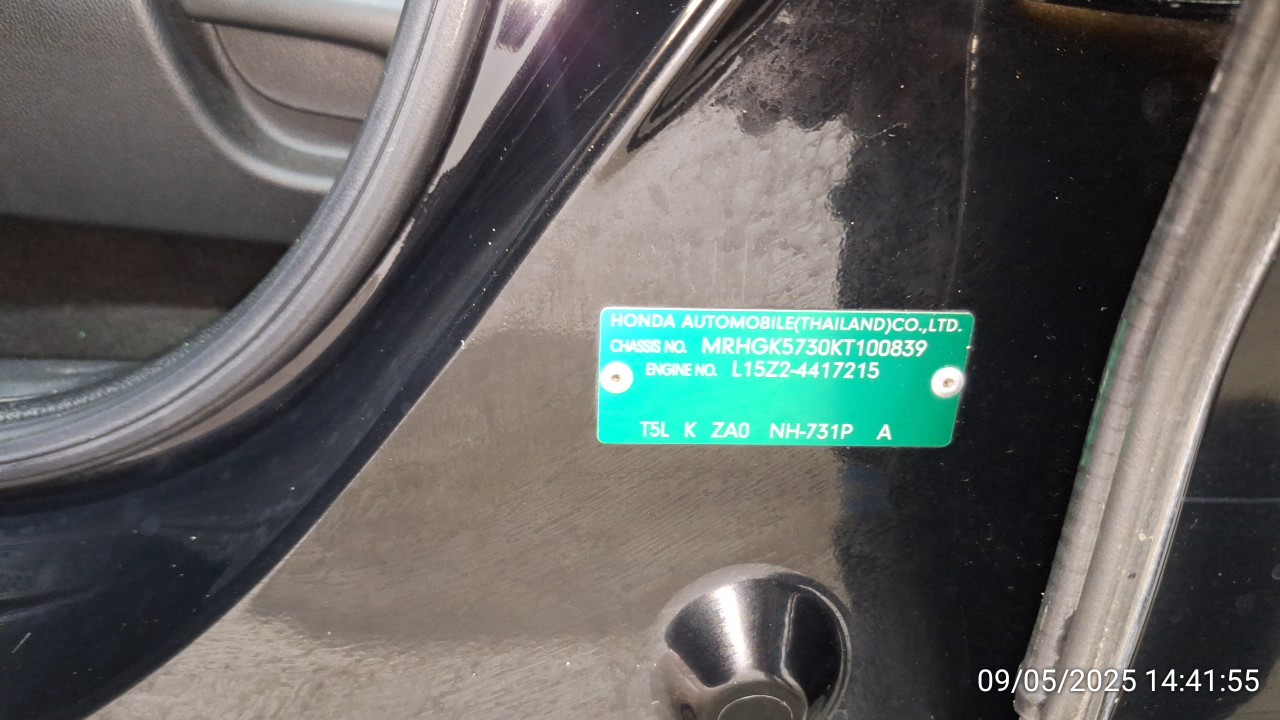 HONDA AUTOMOBILE(THAILAND)CO.,LTD.
CHASSIS NO. MRHGK5730KT100839
ENGINE NO. L15Z2-4417215
T5L K ZA0 NH-731P A
09/05/2025 14:41:55